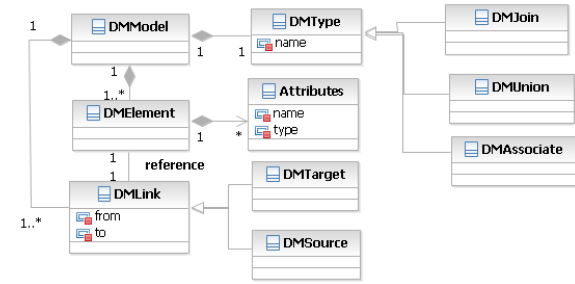 DMModel
DMType
name
DMJoin
1
1
1
1
1..*
DMElement
Attributes
name
type
1
*
DMUnion
DMAssociate
1
reference
1
DMLink
from
to
1..*
DMTarget
DMSource